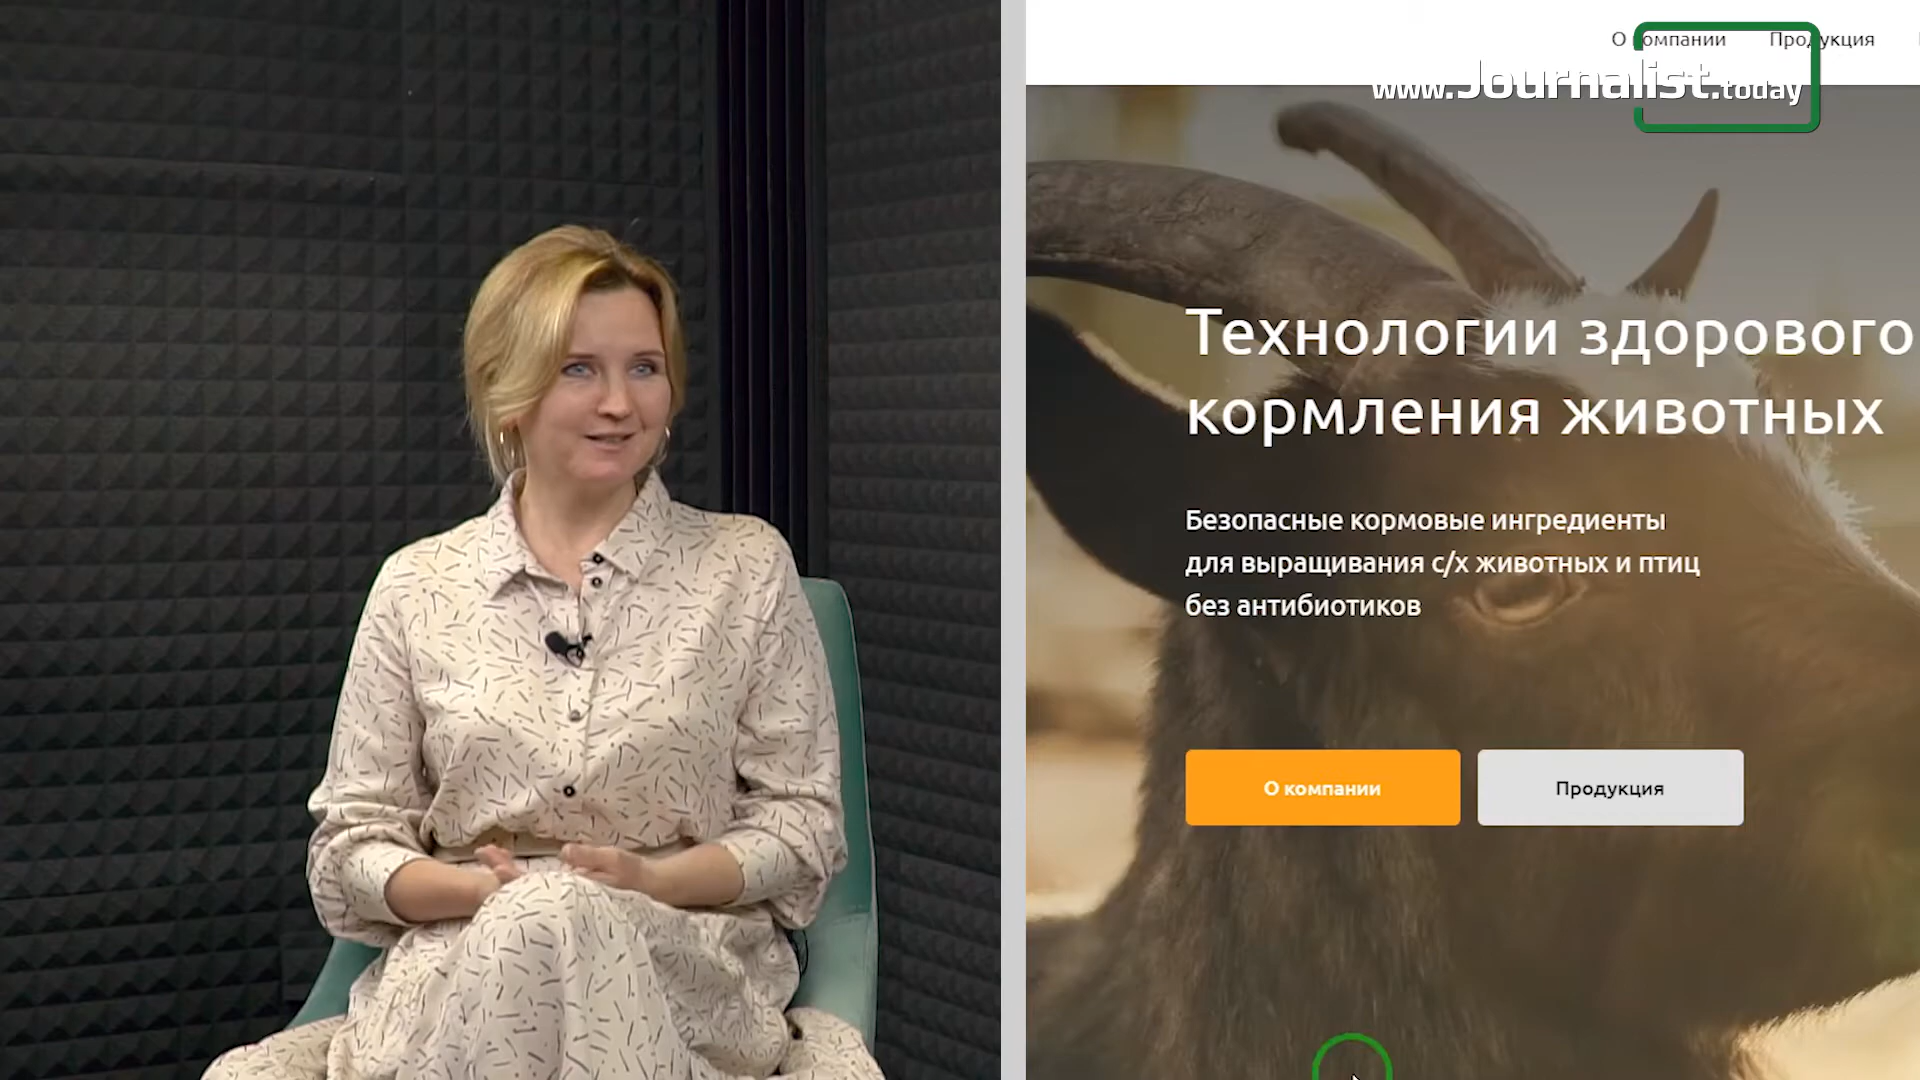 О компании Продукция
www.Journalist.today
Технологии здорового
кормления животных
Безопасные кормовые ингредиенты
для выращивания с/х животных и птиц
без антибиотиков
О компании
Продукция